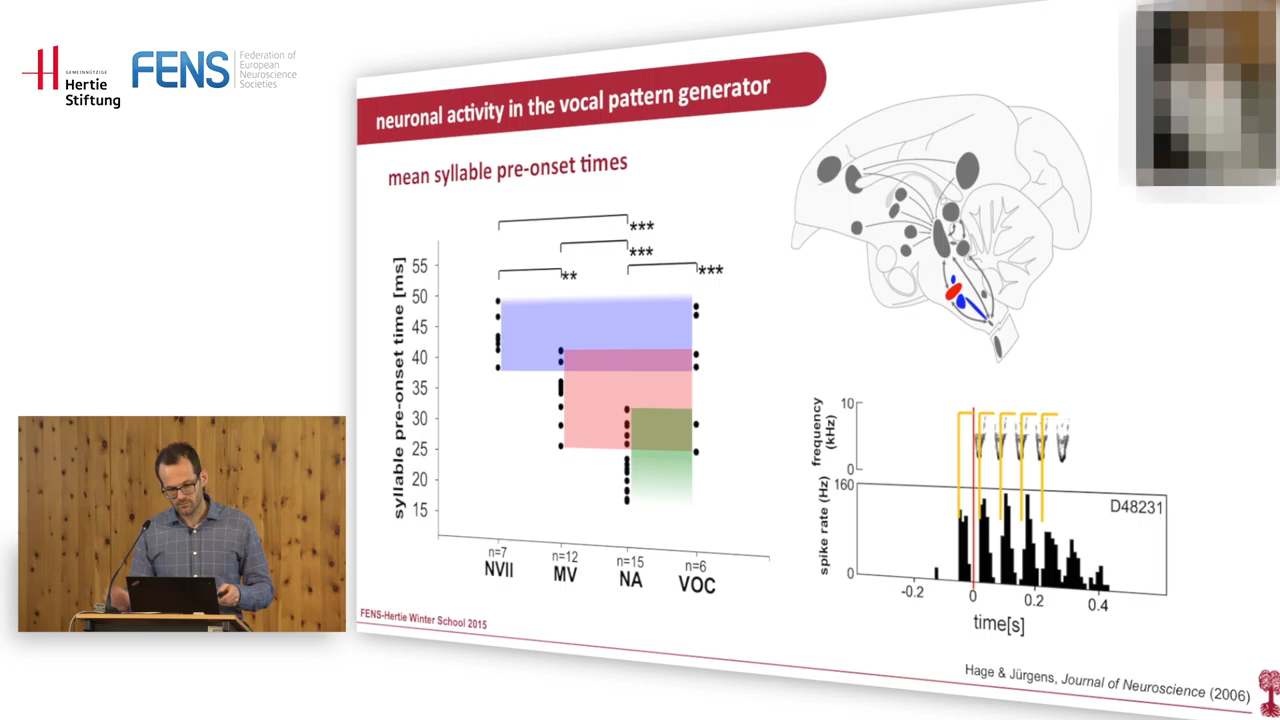 GEMEINNÜTZIGE
Hertie
Stiftung
FENS
Federation of
European
Neuroscience
Societies
neuronal activity in the vocal pattern generator
mean syllable pre-onset times
syllable pre-onset time [ms]
55
50
45
40
35
30
25
20
15
***
***
**
***
n=7
NVII
n=12
MV
n=15
NA
n=6
VOC
frequency
(kHz)
10
0
spike rate (Hz)
160
0
D48231
-0.2
0
0.2
0.4
time[s]
FENS-Hertie Winter School 2015
Hage & Jürgens, Journal of Neuroscience (2006)